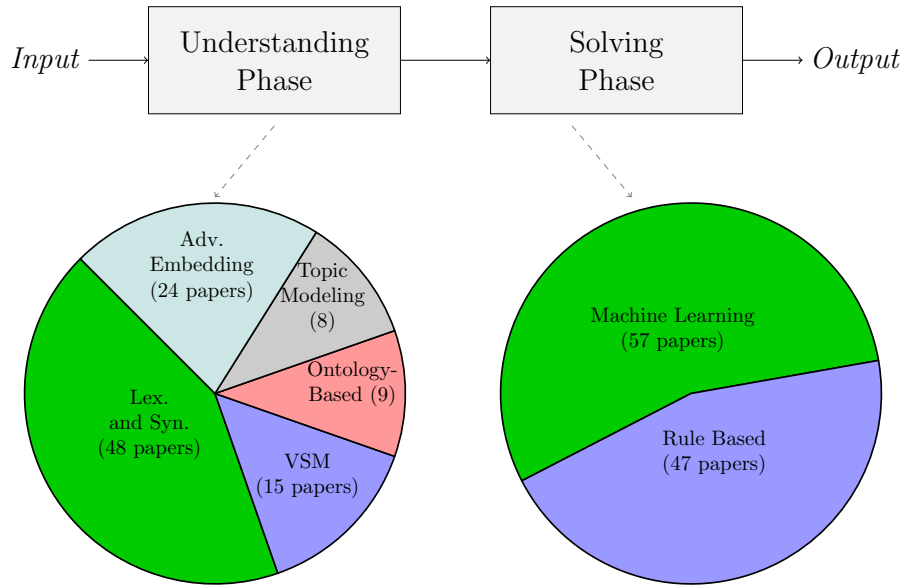 Input
Understanding
Phase
Solving
Phase
Output
Adv.
Embedding
(24 papers)
Topic
Modeling
(8)
Ontology-
Based (9)
Lex.
and Syn.
(48 papers)
VSM
(15 papers)
Machine Learning
(57 papers)
Rule Based
(47 papers)